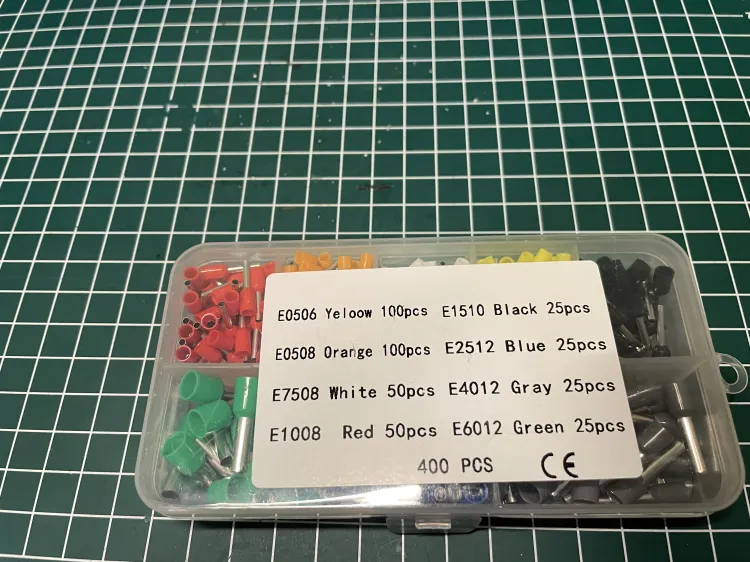 E0506 Yeloow 100pcs E1510 Black 25pcs
E0508 Orange 100pcs E2512 Blue 25pcs
E7508 White 50pcs E4012 Gray 25pcs
E1008 Red 50pcs E6012 Green 25pcs
400 PCS CE